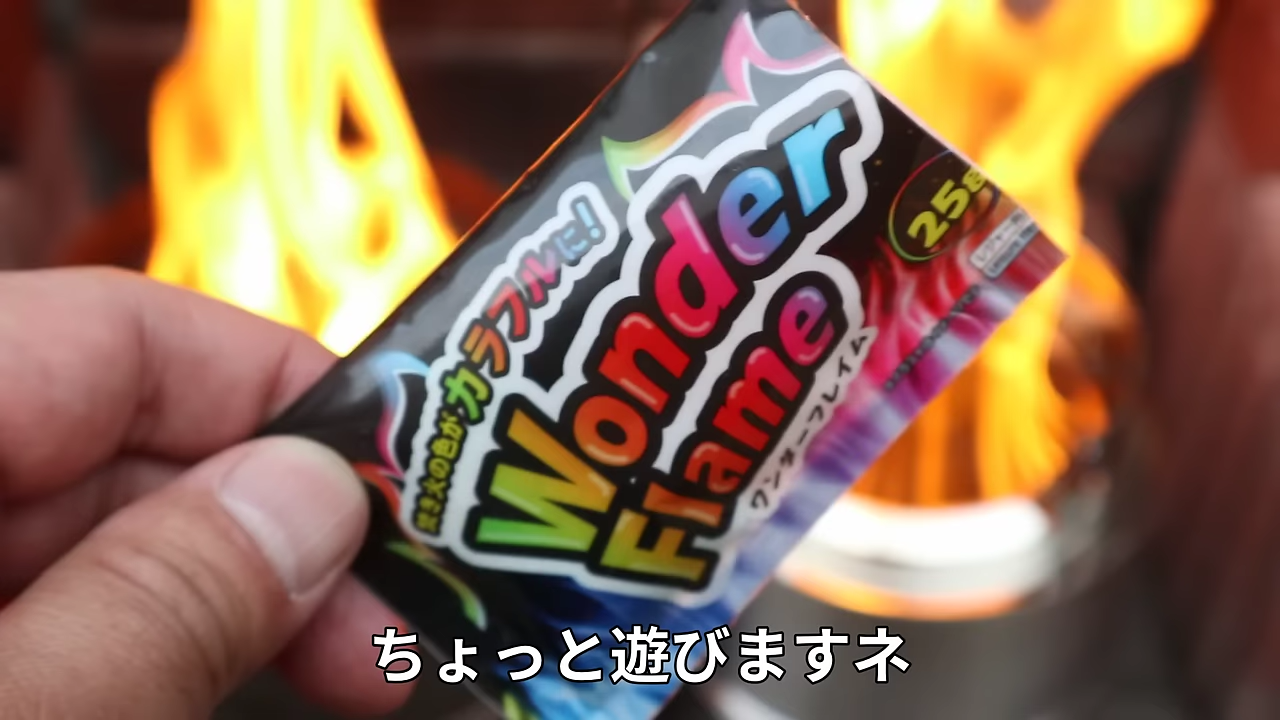 焚き火の色がカラフルに!
Wonder
Flame
ワンダーフレイム
25g
ちょっと遊びますネ